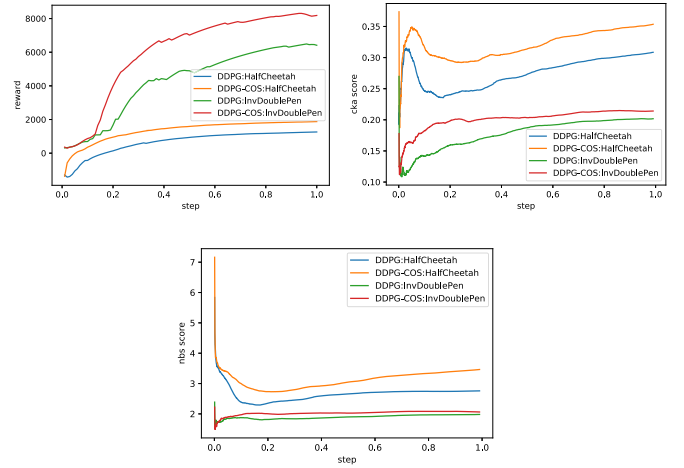 8000
6000
4000
2000
0
reward
DDPG:HalfCheetah
DDPG-COS:HalfCheetah
DDPG:InvDoublePen
DDPG-COS:InvDoublePen
0.0 0.2 0.4 0.6 0.8 1.0
step
0.35
0.30
0.25
0.20
0.15
0.10
cka score
DDPG:HalfCheetah
DDPG-COS:HalfCheetah
DDPG:InvDoublePen
DDPG-COS:InvDoublePen
0.0 0.2 0.4 0.6 0.8 1.0
step
7
6
5
4
3
2
nbs score
DDPG:HalfCheetah
DDPG-COS:HalfCheetah
DDPG:InvDoublePen
DDPG-COS:InvDoublePen
0.0 0.2 0.4 0.6 0.8 1.0
step